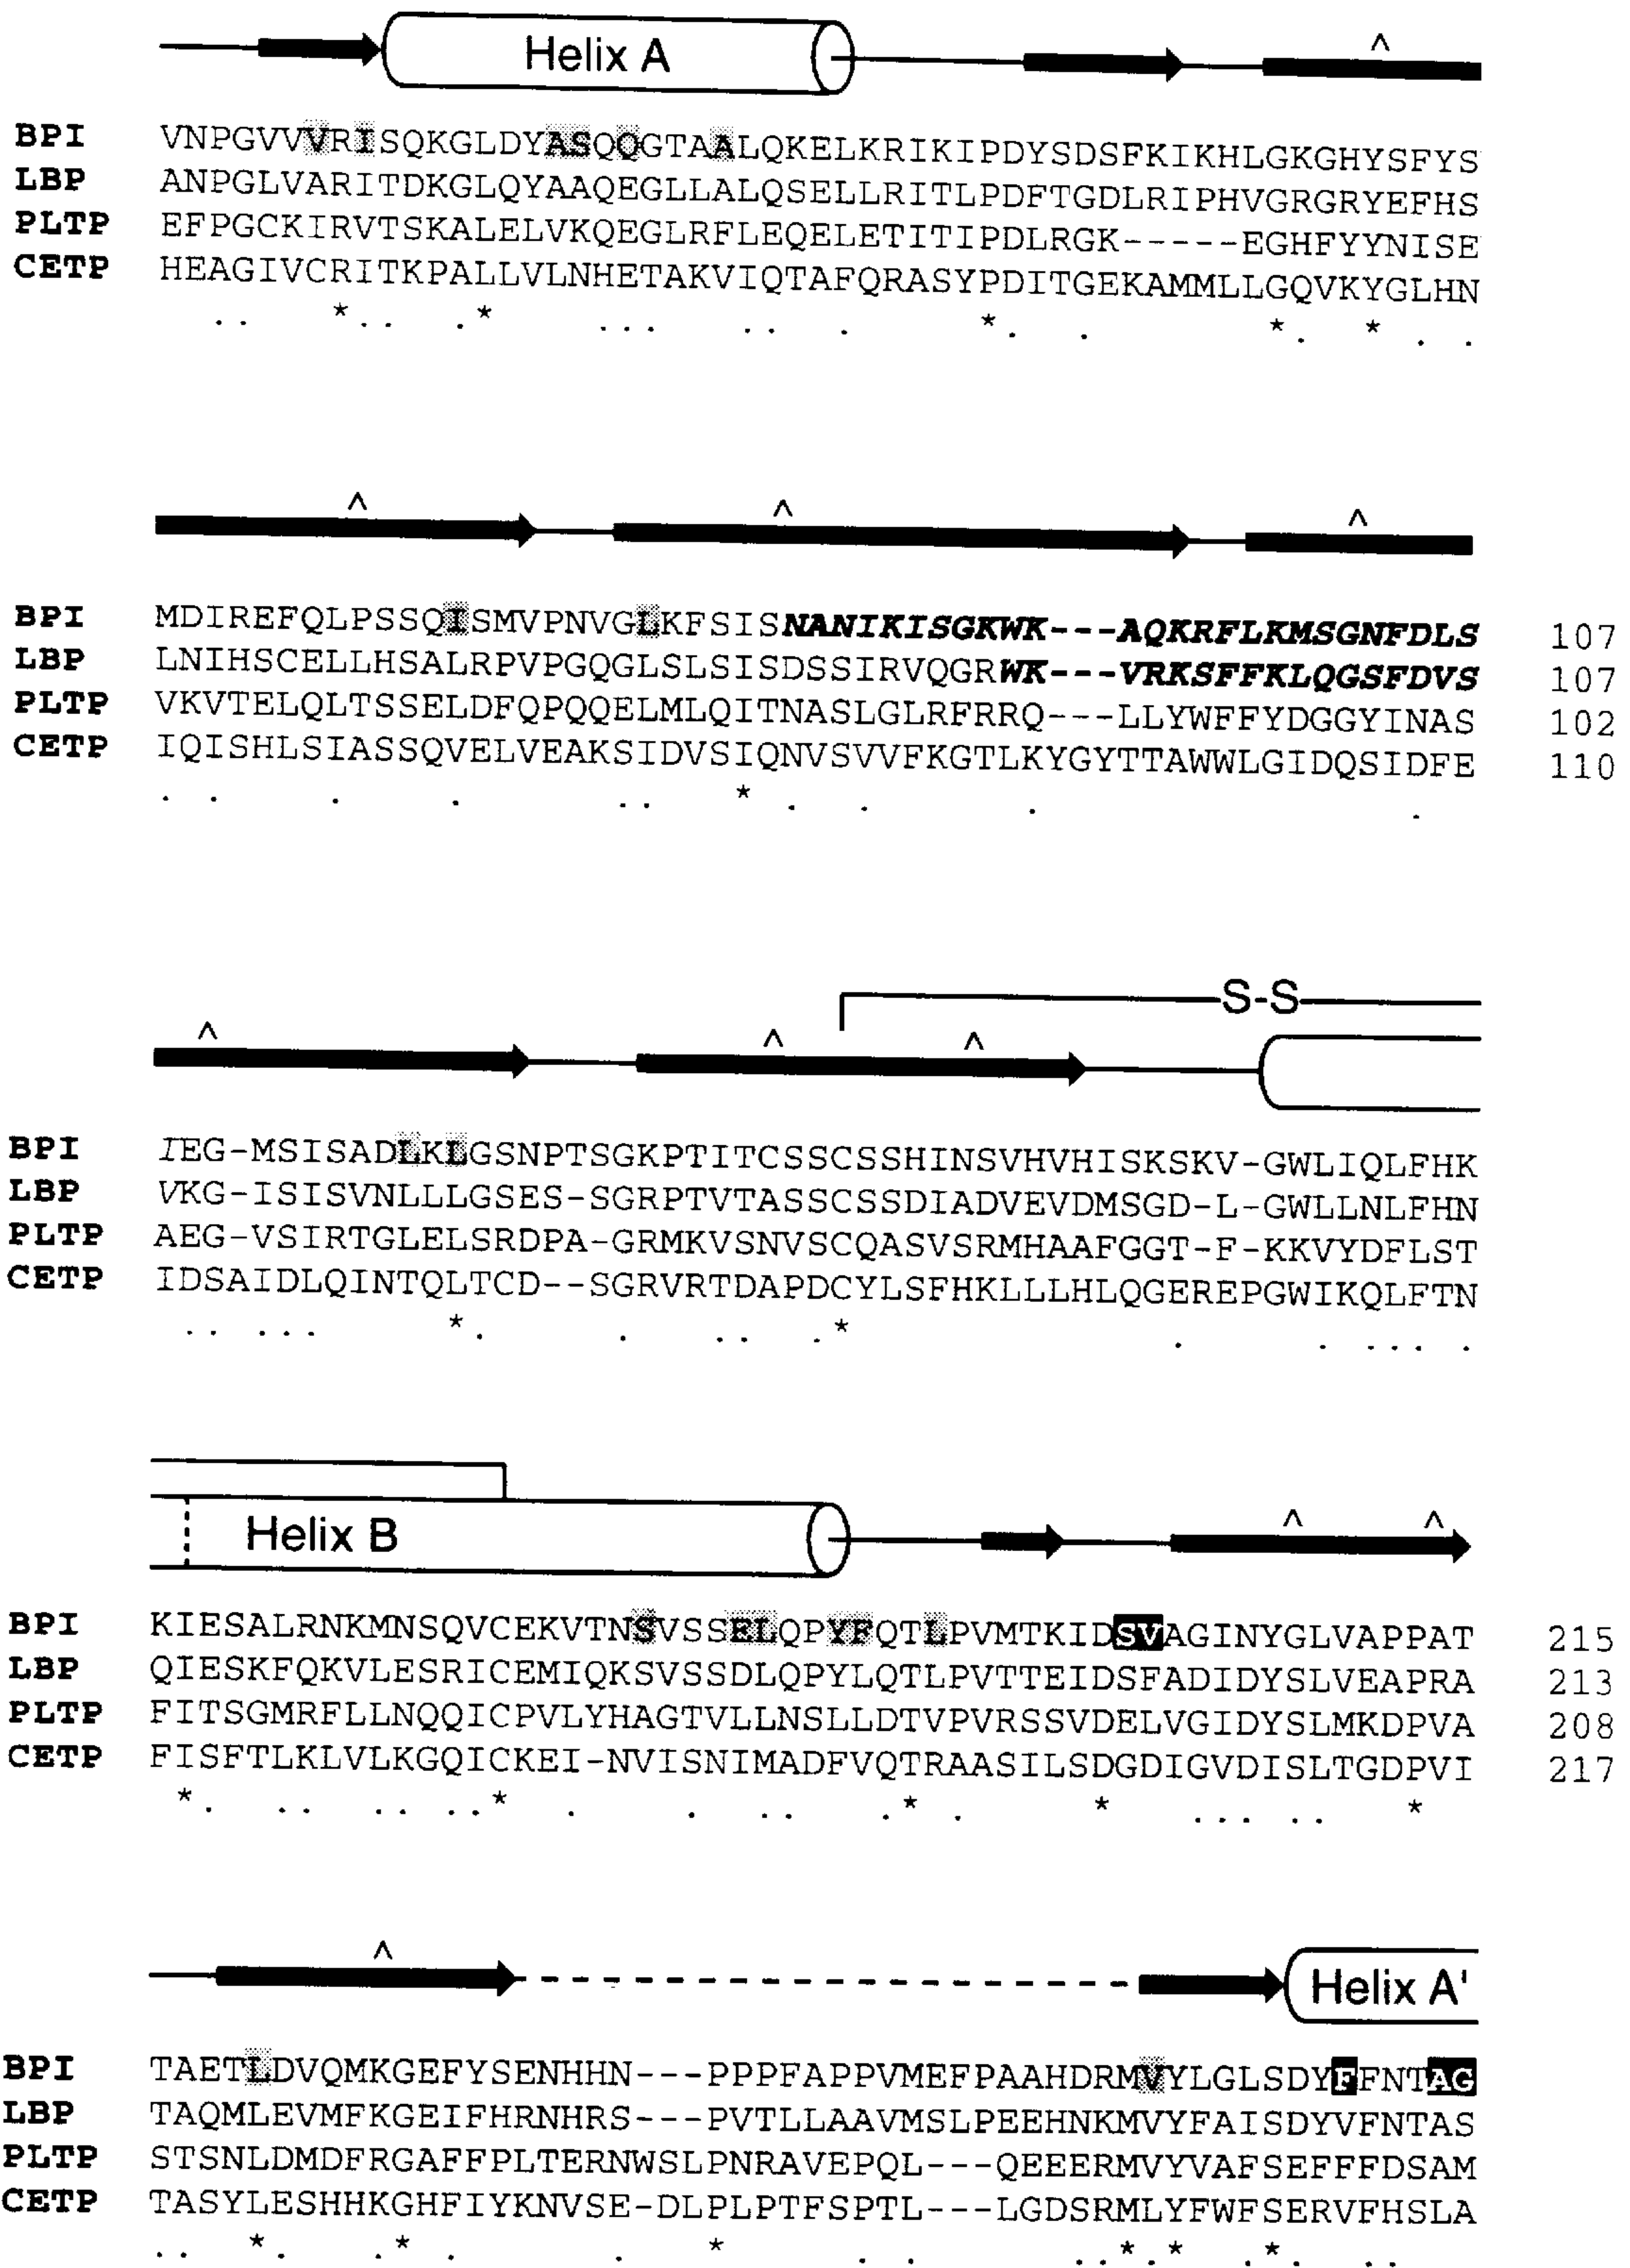 Helix A ^
BPI VNPGVVVRISQKGLDYASQQGTAALQKELKRIKIPDYSDSFKIKHLGKGHYSFYS
LBP ANPGLVARITDKGLQYAAQEGLLALQSELLRITLPDFTGDLRIPHVGRGRYEFHS
PLTP EFPGCKIRVTSKALELVKQEGLRFLEQELETITIPDLRGK-----EGHFYYNISE
CETP HEAGIVCRITKPALLVLNHETAKVIQTAFQRASYPDITGEKAMMLLGQVKYGLHN
. . * . . . * . . . . . . * . . * . * . .
^ ^ ^
BPI MDIREFQLPSSQISMVPNVGLKFSISNANIKISGKWK---AQKRFLKMSGNFDLS 107
LBP LNIHSCELLHSALRPVPGQGLSLSISDSSIRVQGRWK---VRKSFFKLQGSFDVS 107
PLTP VKVTELQLTSSELDFQPQQELMLQITNASLGLRFRRQ---LLYWFFYDGGYINAS 102
CETP IQISHLSIASSQVELVEAKSIDVSIQNVSVVFKGTLKYGYTTAWWLGIDQSIDFE 110
. . . . . . * . . . .
S-S
^ ^ ^
BPI IEG-MSISADLKLGSNPTSGKPTITCSSCSSHINSVHVHISKSKV-GWLIQLFHK
LBP VKG-ISISVNLLLGSES-SGRPTVTASSCSSDIADVEVDMSGD-L-GWLLNLFHN
PLTP AEG-VSIRTGLELSRDPA-GRMKVSNVSCQASVSRMHAAFGGT-F-KKVYDFLST
CETP IDSAIDLQINTQLTCD--SGRVRTDAPDCYLSFHKLLLHLQGEREPGWIKQLFTN
. . . . . * . . . . . * . . . . . .
Helix B ^ ^
BPI KIESALRNKMNSQVCEKVTNSVSSELQPYFQTLPVMTKIDSVAGINYGLVAPPAT 215
LBP QIESKFQKVLESRICEMIQKSVSSDLQPYLQTLPVTTEIDSFADIDYSLVEAPRA 213
PLTP FITSGMRFLLNQQICPVLYHAGTVLLNSLLDTVPVRSSVDELVGIDYSLMKDPVA 208
CETP FISFTLKLVLKGQICKEI-NVISNIMADFVQTRAASILSDGDIGVDISLTGDPVI 217
* . . . . . . . * . . . . . * . * . . . . . *
^ Helix A'
BPI TAETLDVQMKGEFYSENHHN---PPPFAPPVMEFPAAHDRMVYLGLSDYFFNTAG
LBP TAQMLEVMFKGEIFHRNHRS---PVTLLAAVMSLPEEHNKMVYFAISDYVFNTAS
PLTP STSNLDMDFRGAFFPLTERNWSLPNRAVEPQL---QEEERMVYVAFSEFFFDSAM
CETP TASYLESHHKGHFIYKNVSE-DLPLPTFSPTL---LGDSRMLYFWFSERVFHSLA
. . * . . * . . * . . . . * * . * . . .